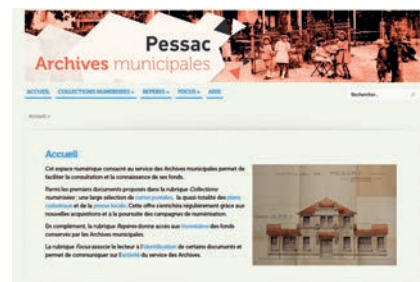 Pessac
Archives municipales
ACCUEIL COLLECTIONS NUMÉRISÉES » REPÈRES » FOCUS » AIDE
Rechercher...
Accueil »
Accueil
Cet espace numérique consacré au service des Archives municipales permet de
faciliter la consultation et la connaissance de ses fonds.
Parmi les premiers documents proposés dans la rubrique Collections
numérisées : une large sélection de cartes postales, la quasi-totalité des plans
cadastraux et de la presse locale. Cette offre s'enrichira régulièrement grâce aux
nouvelles acquisitions et à la poursuite des campagnes de numérisation.
En complément, la rubrique Repères donne accès aux inventaires des fonds
conservés par les Archives municipales.
La rubrique Focus associe le lecteur à l'identification de certains documents et
permet de communiquer sur l'activité du service des Archives.
PESSAC